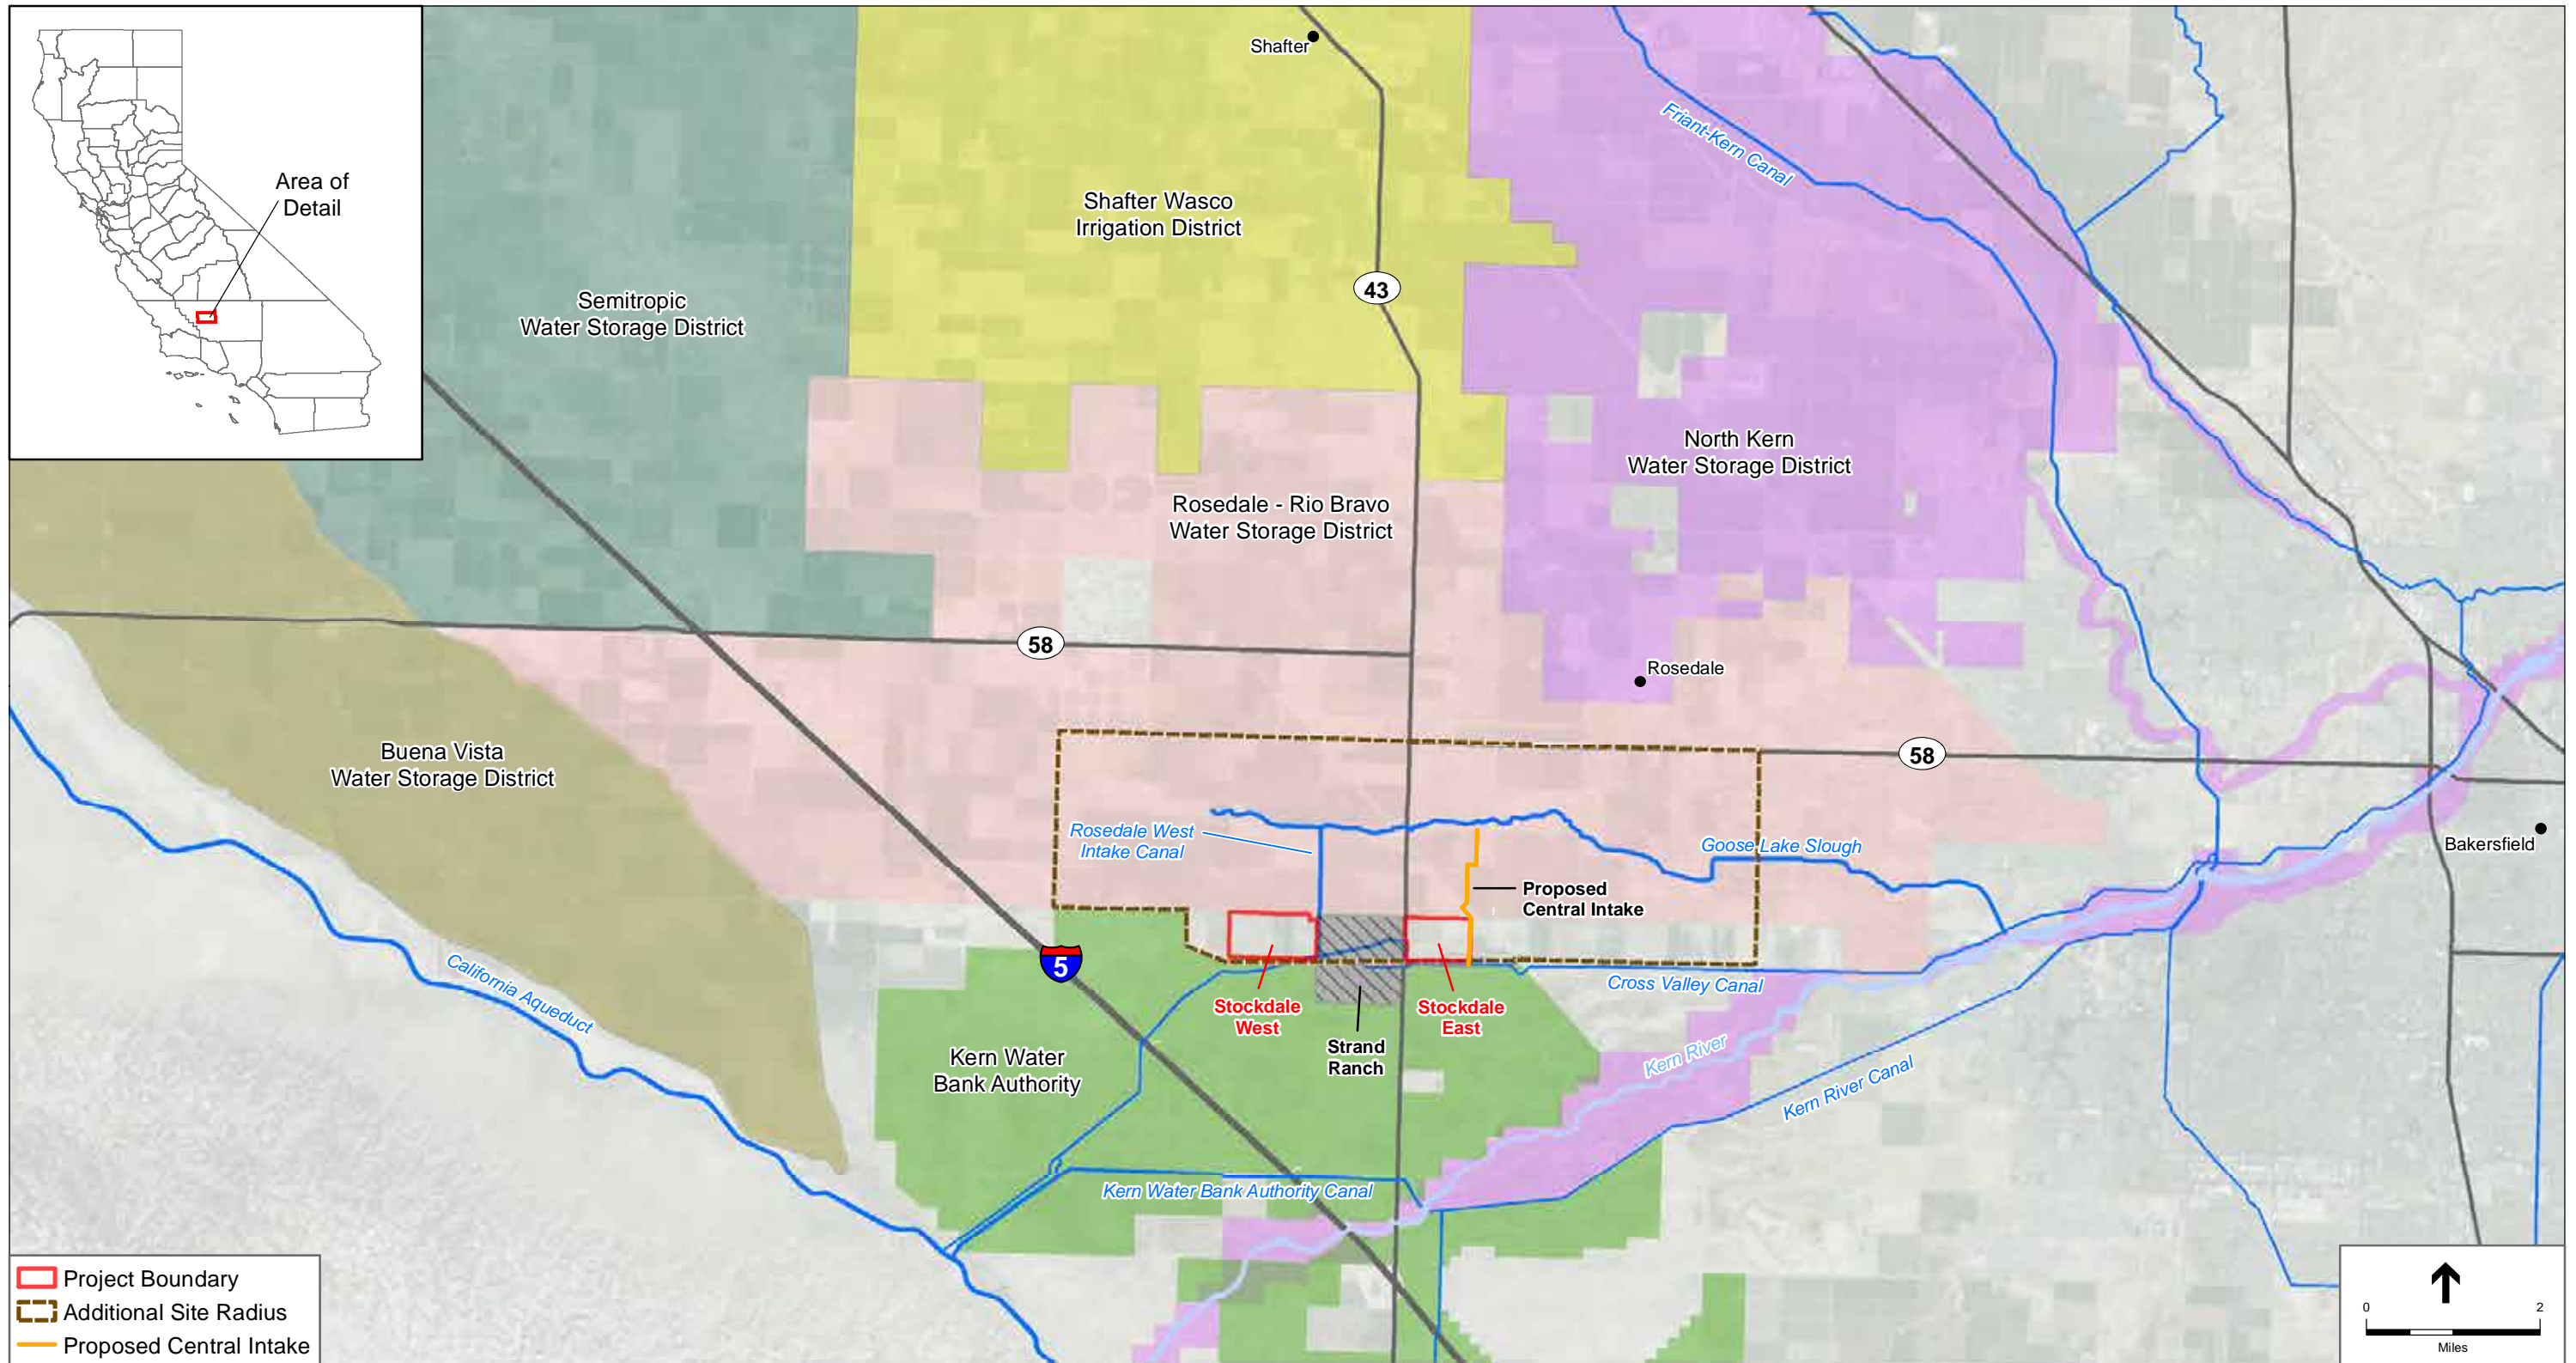 Area of
Detail
Shafter
Friant-Kern Canal
Shafter Wasco
Irrigation District
43
Semitropic
Water Storage District
North Kern
Water Storage District
Rosedale - Rio Bravo
Water Storage District
58
Rosedale
Buena Vista
Water Storage District
58
Rosedale West
Intake Canal
Goose Lake Slough
Bakersfield
Proposed
Central Intake
California Aqueduct
5
Cross Valley Canal
Stockdale
West
Stockdale
East
Strand
Ranch
Kern Water
Bank Authority
Kern River
Kern River Canal
Kern Water Bank Authority Canal
Project Boundary
Additional Site Radius
Proposed Central Intake
0 2
Miles